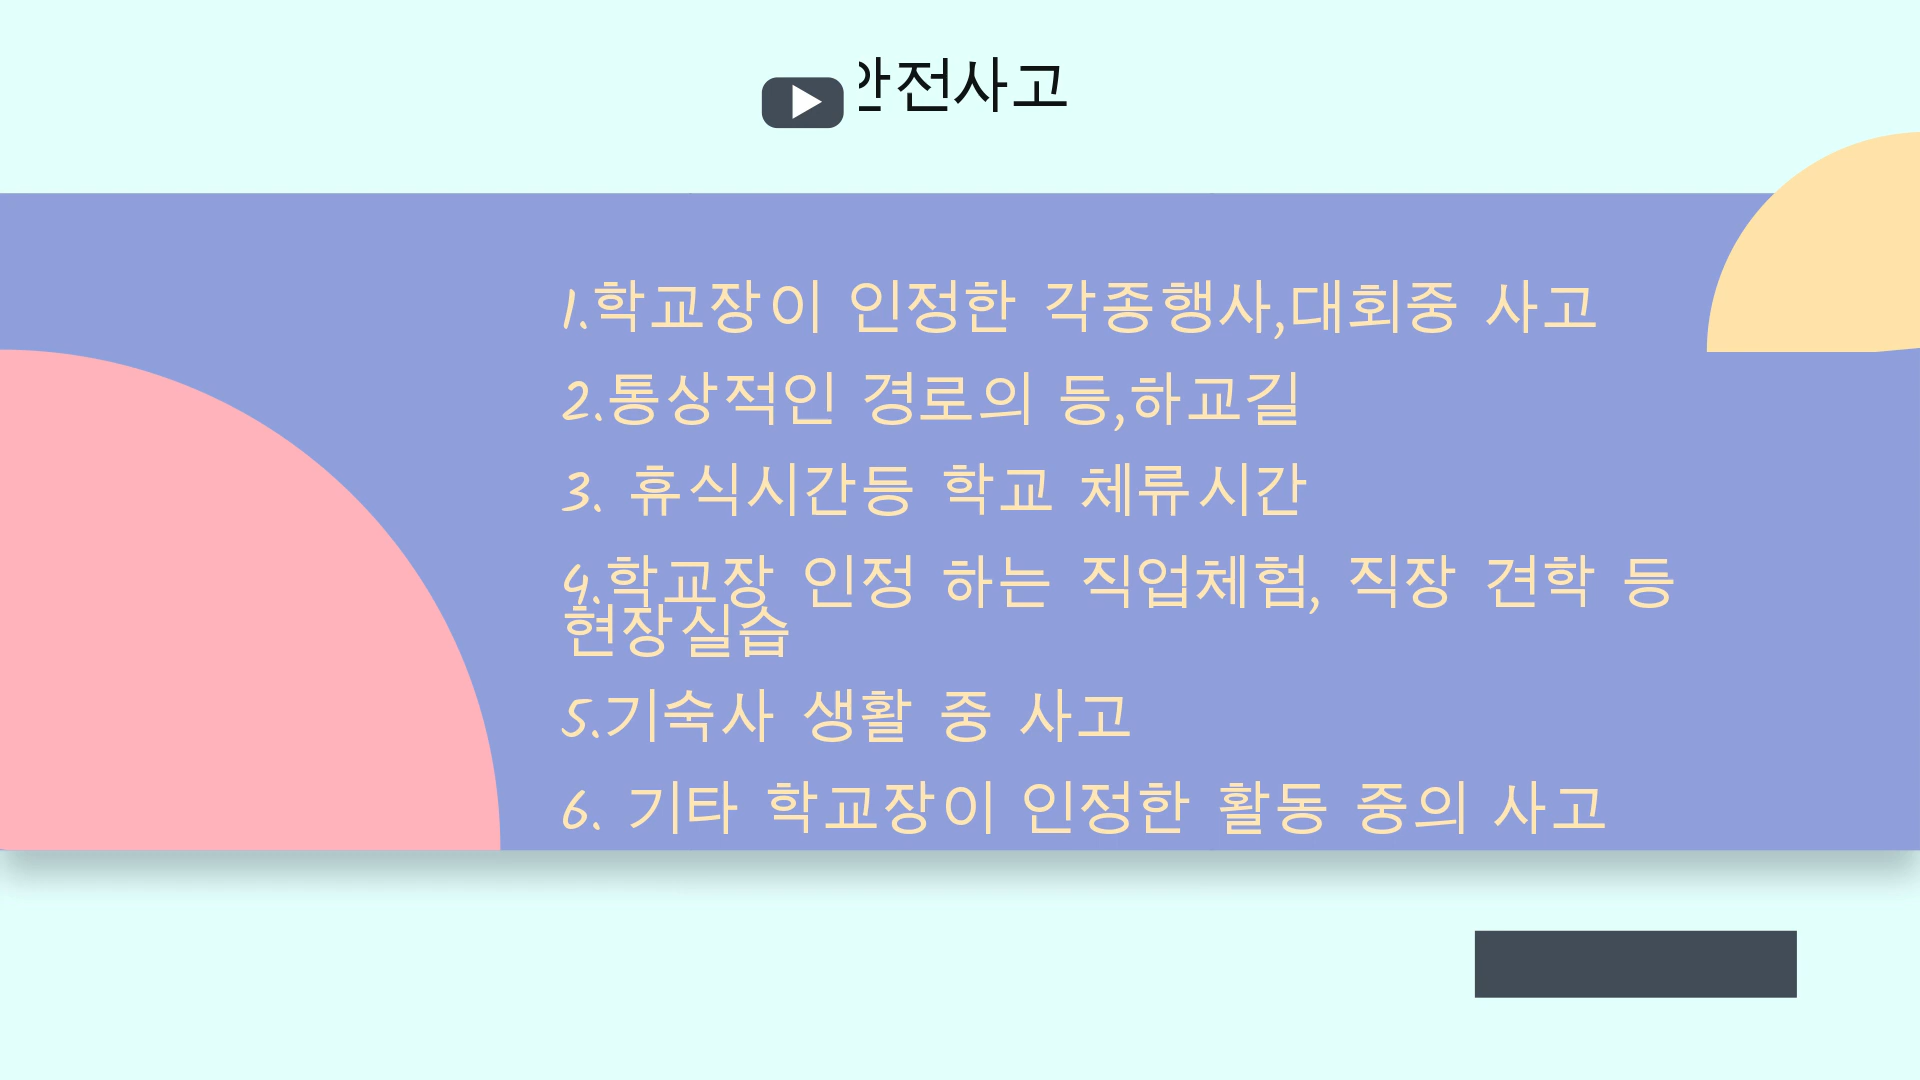 안전사고
1.학교장이 인정한 각종행사,대회중 사고
2.통상적인 경로의 등,하교길
3. 휴식시간등 학교 체류시간
4.학교장 인정 하는 직업체험, 직장 견학 등
현장실습
5.기숙사 생활 중 사고
6. 기타 학교장이 인정한 활동 중의 사고